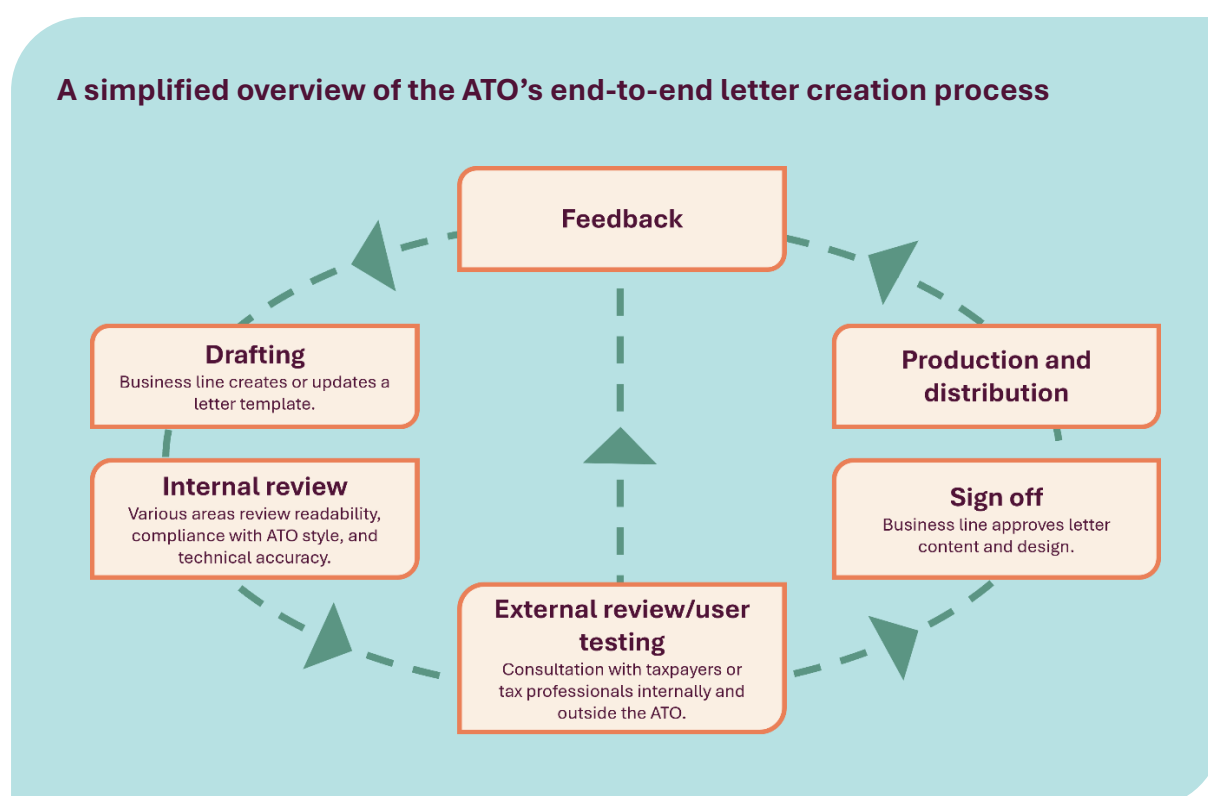 A simplified overview of the ATO’s end-to-end letter creation process
Feedback
Drafting
Business line creates or updates a
letter template.
Internal review
Various areas review readability,
compliance with ATO style, and
technical accuracy.
External review/user
testing
Consultation with taxpayers or
tax professionals internally and
outside the ATO.
Sign off
Business line approves letter
content and design.
Production and
distribution